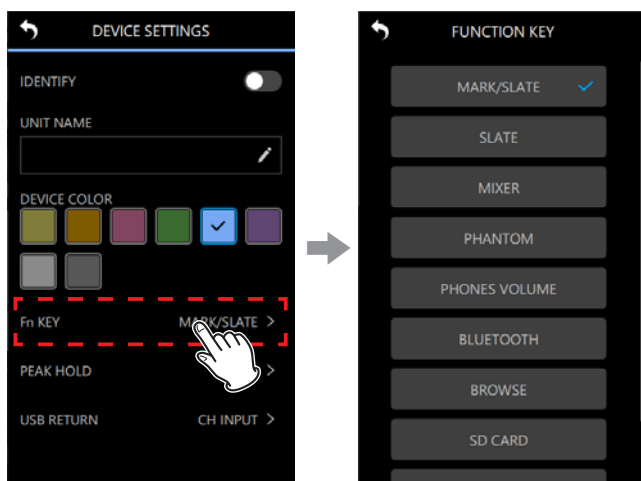 DEVICE SETTINGS
IDENTIFY
UNIT NAME
DEVICE COLOR
Fn KEY MARK/SLATE >
PEAK HOLD >
USB RETURN CH INPUT >
FUNCTION KEY
MARK/SLATE
SLATE
MIXER
PHANTOM
PHONES VOLUME
BLUETOOTH
BROWSE
SD CARD